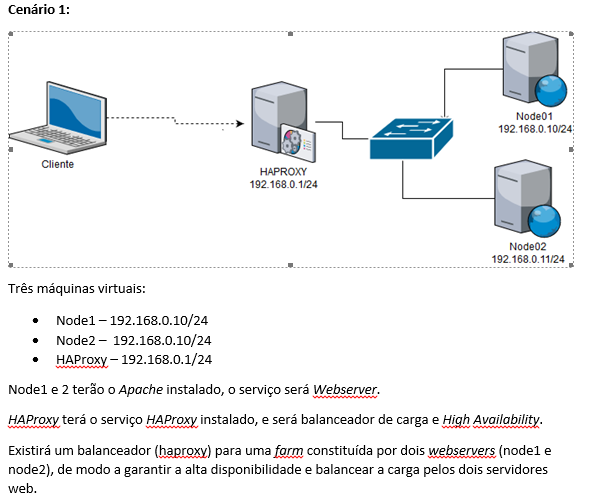 Cenário 1:
Node01
192.168.0.10/24
Cliente
HAPROXY
192.168.0.1/24
Node02
192.168.0.11/24
Três máquinas virtuais:
• Node1 – 192.168.0.10/24
• Node2 – 192.168.0.10/24
• HAProxy – 192.168.0.1/24
Node1 e 2 terão o Apache instalado, o serviço será Webserver.
HAProxy terá o serviço HAProxy instalado, e será balanceador de carga e High Availability.
Existirá um balanceador (haproxy) para uma farm constituída por dois webservers (node1 e
node2), de modo a garantir a alta disponibilidade e balancear a carga pelos dois servidores
web.